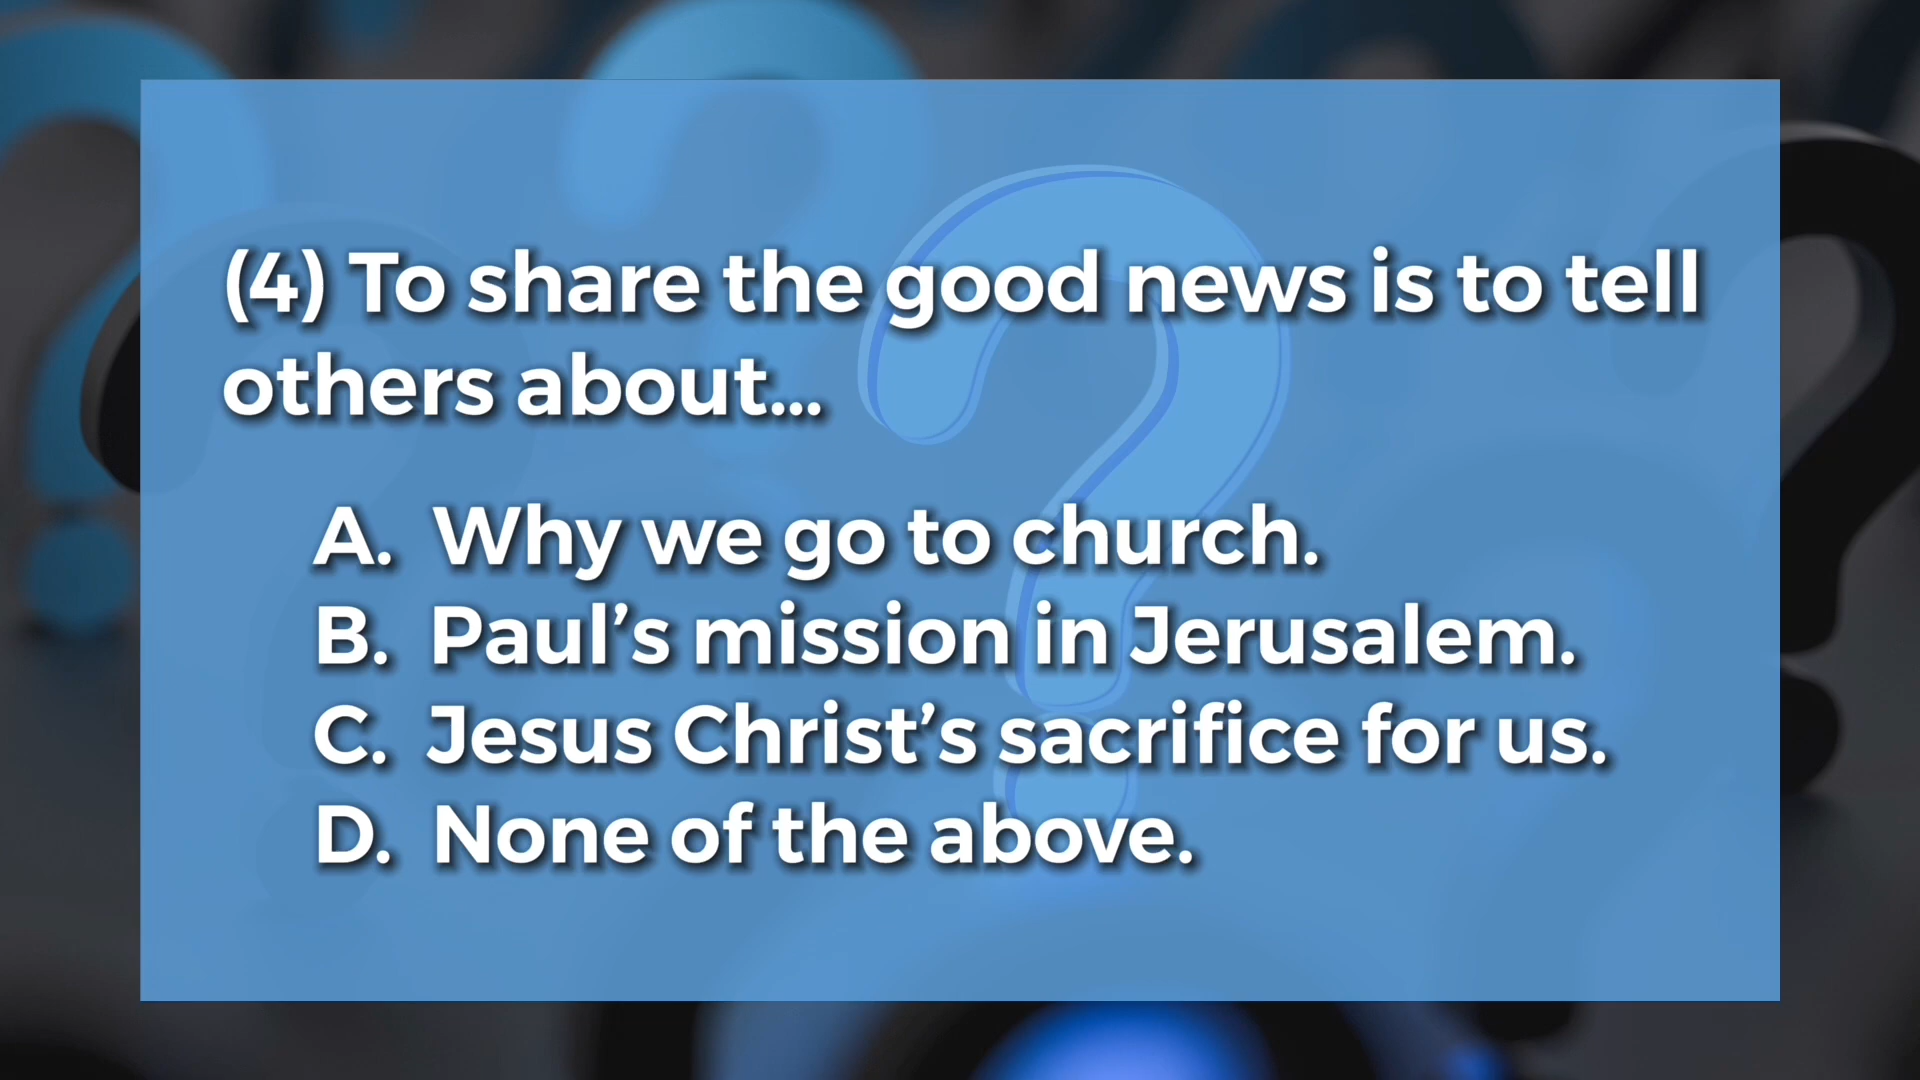 (4) To share the good news is to tell
others about...
A. Why we go to church.
B. Paul’s mission in Jerusalem.
C. Jesus Christ’s sacrifice for us.
D. None of the above.